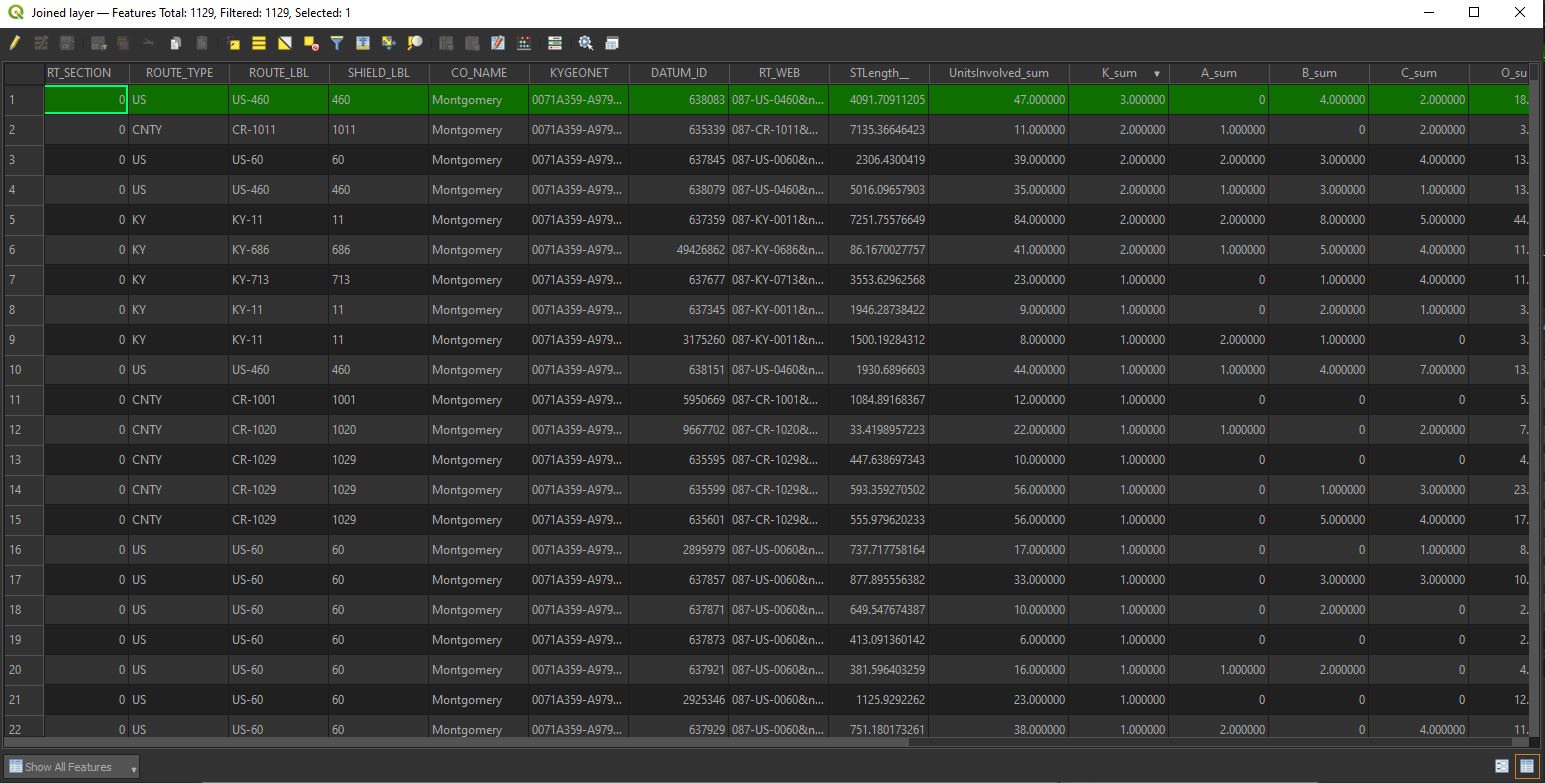 Joined layer — Features Total: 1129, Filtered: 1129, Selected: 1
RT_SECTION ROUTE_TYPE ROUTE_LBL SHIELD_LBL CO_NAME KYGEONET DATUM_ID RT_WEB STLength__ UnitsInvolved_sum K_sum A_sum B_sum C_sum O_su
1 0 US US-460 460 Montgomery 0071A359-A979... 638083 087-US-0460&n... 4091.70911205 47.000000 3.000000 0 4.000000 2.000000 18.
2 0 CNTY CR-1011 1011 Montgomery 0071A359-A979... 635339 087-CR-1011&... 7135.36646423 11.000000 2.000000 1.000000 0 2.000000 3.
3 0 US US-60 60 Montgomery 0071A359-A979... 637845 087-US-0060&n... 2306.4300419 39.000000 2.000000 2.000000 3.000000 4.000000 13.
4 0 US US-460 460 Montgomery 0071A359-A979... 638079 087-US-0460&n... 5016.09657903 35.000000 2.000000 1.000000 3.000000 1.000000 13.
5 0 KY KY-11 11 Montgomery 0071A359-A979... 637359 087-KY-0011&n... 7251.75576649 84.000000 2.000000 2.000000 8.000000 5.000000 44.
6 0 KY KY-686 686 Montgomery 0071A359-A979... 49426862 087-KY-0686&n... 86.1670027757 41.000000 2.000000 1.000000 5.000000 4.000000 11.
7 0 KY KY-713 713 Montgomery 0071A359-A979... 637677 087-KY-0713&n... 3553.62962568 23.000000 1.000000 0 1.000000 4.000000 11.
8 0 KY KY-11 11 Montgomery 0071A359-A979... 637345 087-KY-0011&n... 1946.28738422 9.000000 1.000000 0 2.000000 1.000000 3.
9 0 KY KY-11 11 Montgomery 0071A359-A979... 3175260 087-KY-0011&n... 1500.19284312 8.000000 1.000000 2.000000 1.000000 0 3.
10 0 US US-460 460 Montgomery 0071A359-A979... 638151 087-US-0460&n... 1930.6896603 44.000000 1.000000 1.000000 4.000000 7.000000 13.
11 0 CNTY CR-1001 1001 Montgomery 0071A359-A979... 5950669 087-CR-1001&... 1084.89168367 12.000000 1.000000 0 0 0 5.
12 0 CNTY CR-1020 1020 Montgomery 0071A359-A979... 9667702 087-CR-1020&... 33.4198957223 22.000000 1.000000 1.000000 0 2.000000 7.
13 0 CNTY CR-1029 1029 Montgomery 0071A359-A979... 635595 087-CR-1029&... 447.638697343 10.000000 1.000000 0 0 0 4.
14 0 CNTY CR-1029 1029 Montgomery 0071A359-A979... 635599 087-CR-1029&... 593.359270502 56.000000 1.000000 0 1.000000 3.000000 23.
15 0 CNTY CR-1029 1029 Montgomery 0071A359-A979... 635601 087-CR-1029&... 555.979620233 56.000000 1.000000 0 5.000000 4.000000 17.
16 0 US US-60 60 Montgomery 0071A359-A979... 2895979 087-US-0060&n... 737.717758164 17.000000 1.000000 0 0 1.000000 8.
17 0 US US-60 60 Montgomery 0071A359-A979... 637857 087-US-0060&n... 877.895556382 33.000000 1.000000 0 3.000000 3.000000 10.
18 0 US US-60 60 Montgomery 0071A359-A979... 637871 087-US-0060&n... 649.547674387 10.000000 1.000000 0 2.000000 0 2.
19 0 US US-60 60 Montgomery 0071A359-A979... 637873 087-US-0060&n... 413.091360142 6.000000 1.000000 0 0 0 2.
20 0 US US-60 60 Montgomery 0071A359-A979... 637921 087-US-0060&n... 381.596403259 16.000000 1.000000 1.000000 2.000000 0 4.
21 0 US US-60 60 Montgomery 0071A359-A979... 2925346 087-US-0060&n... 1125.9292262 23.000000 1.000000 0 0 0 12.
22 0 US US-60 60 Montgomery 0071A359-A979... 637929 087-US-0060&n... 751.180173261 38.000000 1.000000 2.000000 0 4.000000 11.
Show All Features